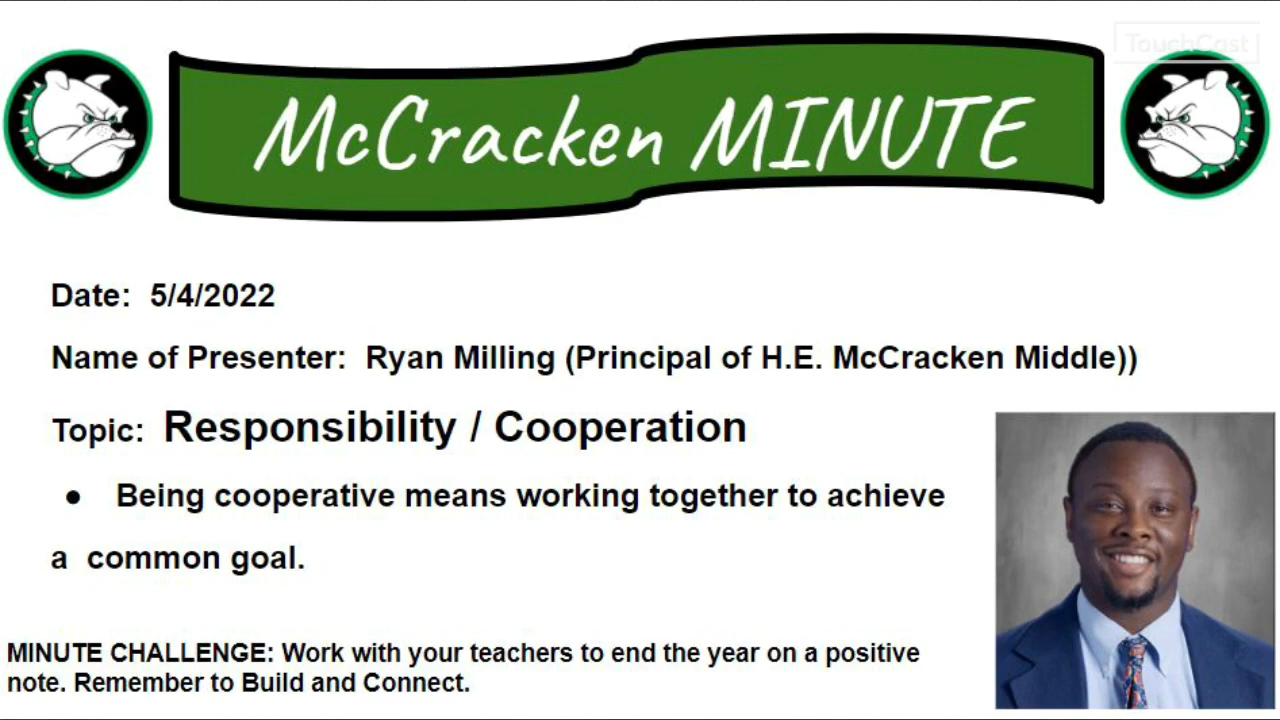 TouchCast
McCracken MINUTE
Date: 5/4/2022
Name of Presenter: Ryan Milling (Principal of H.E. McCracken Middle))
Topic: Responsibility / Cooperation
● Being cooperative means working together to achieve
a common goal.
MINUTE CHALLENGE: Work with your teachers to end the year on a positive
note. Remember to Build and Connect.